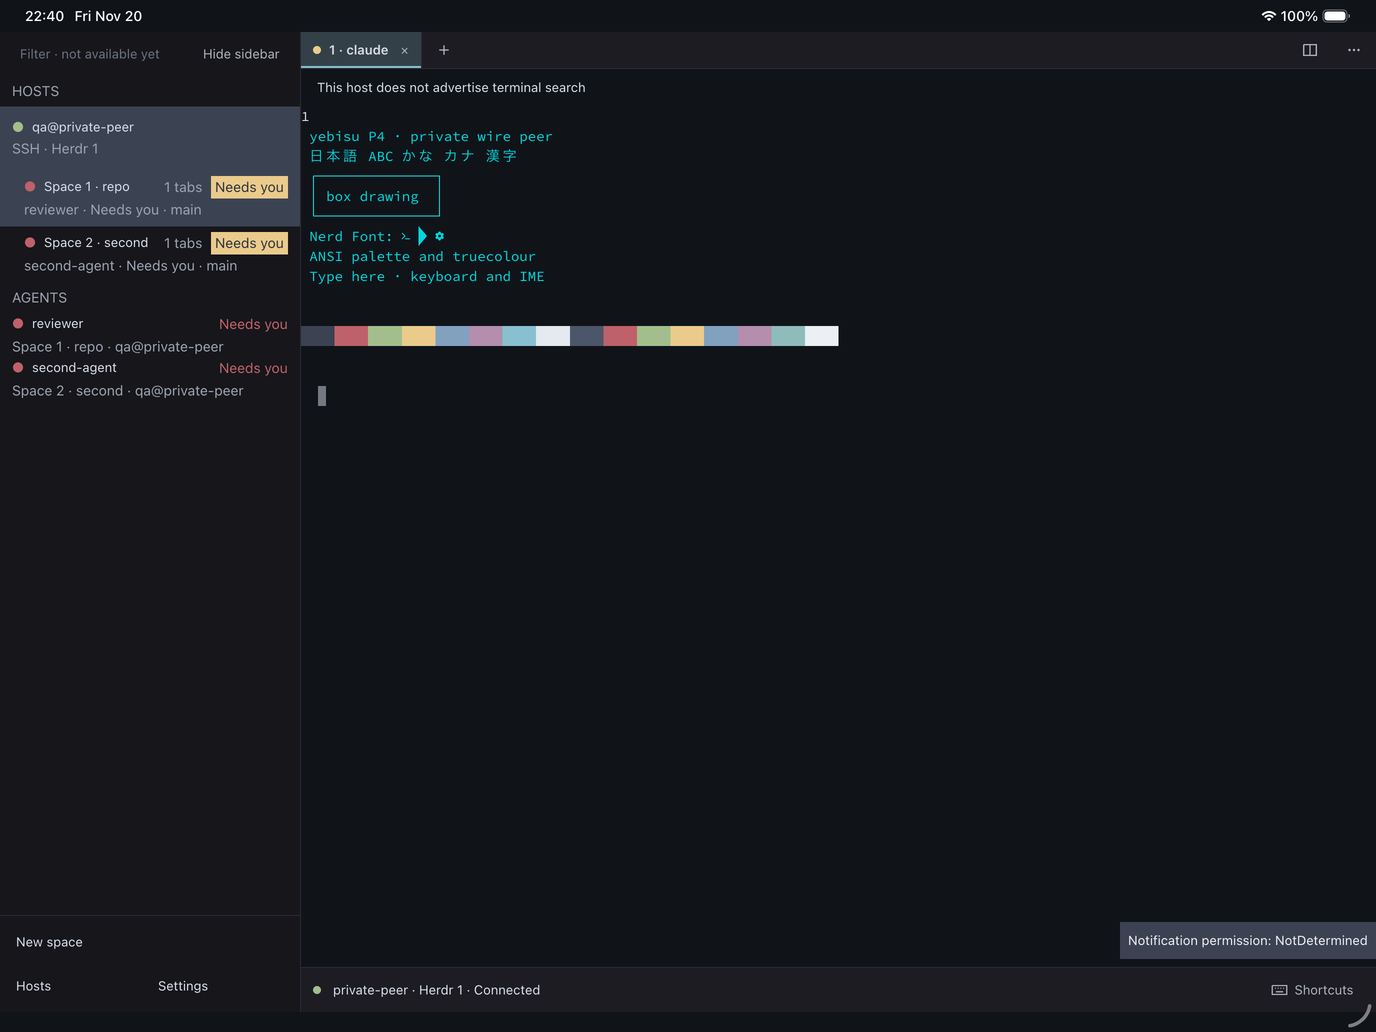 22:40 Fri Nov 20
100%
Filter · not available yet
Hide sidebar
HOSTS
qa@private-peer
SSH · Herdr 1
Space 1 · repo 1 tabs Needs you
reviewer · Needs you · main
Space 2 · second 1 tabs Needs you
second-agent · Needs you · main
AGENTS
reviewer Needs you
Space 1 · repo · qa@private-peer
second-agent Needs you
Space 2 · second · qa@private-peer
New space
Hosts Settings
1 · claude × +
This host does not advertise terminal search
1
yebisu P4 · private wire peer
日本語 ABC かな カナ 漢字
box drawing
Nerd Font:
ANSI palette and truecolour
Type here · keyboard and IME
Notification permission: NotDetermined
private-peer · Herdr 1 · Connected
Shortcuts